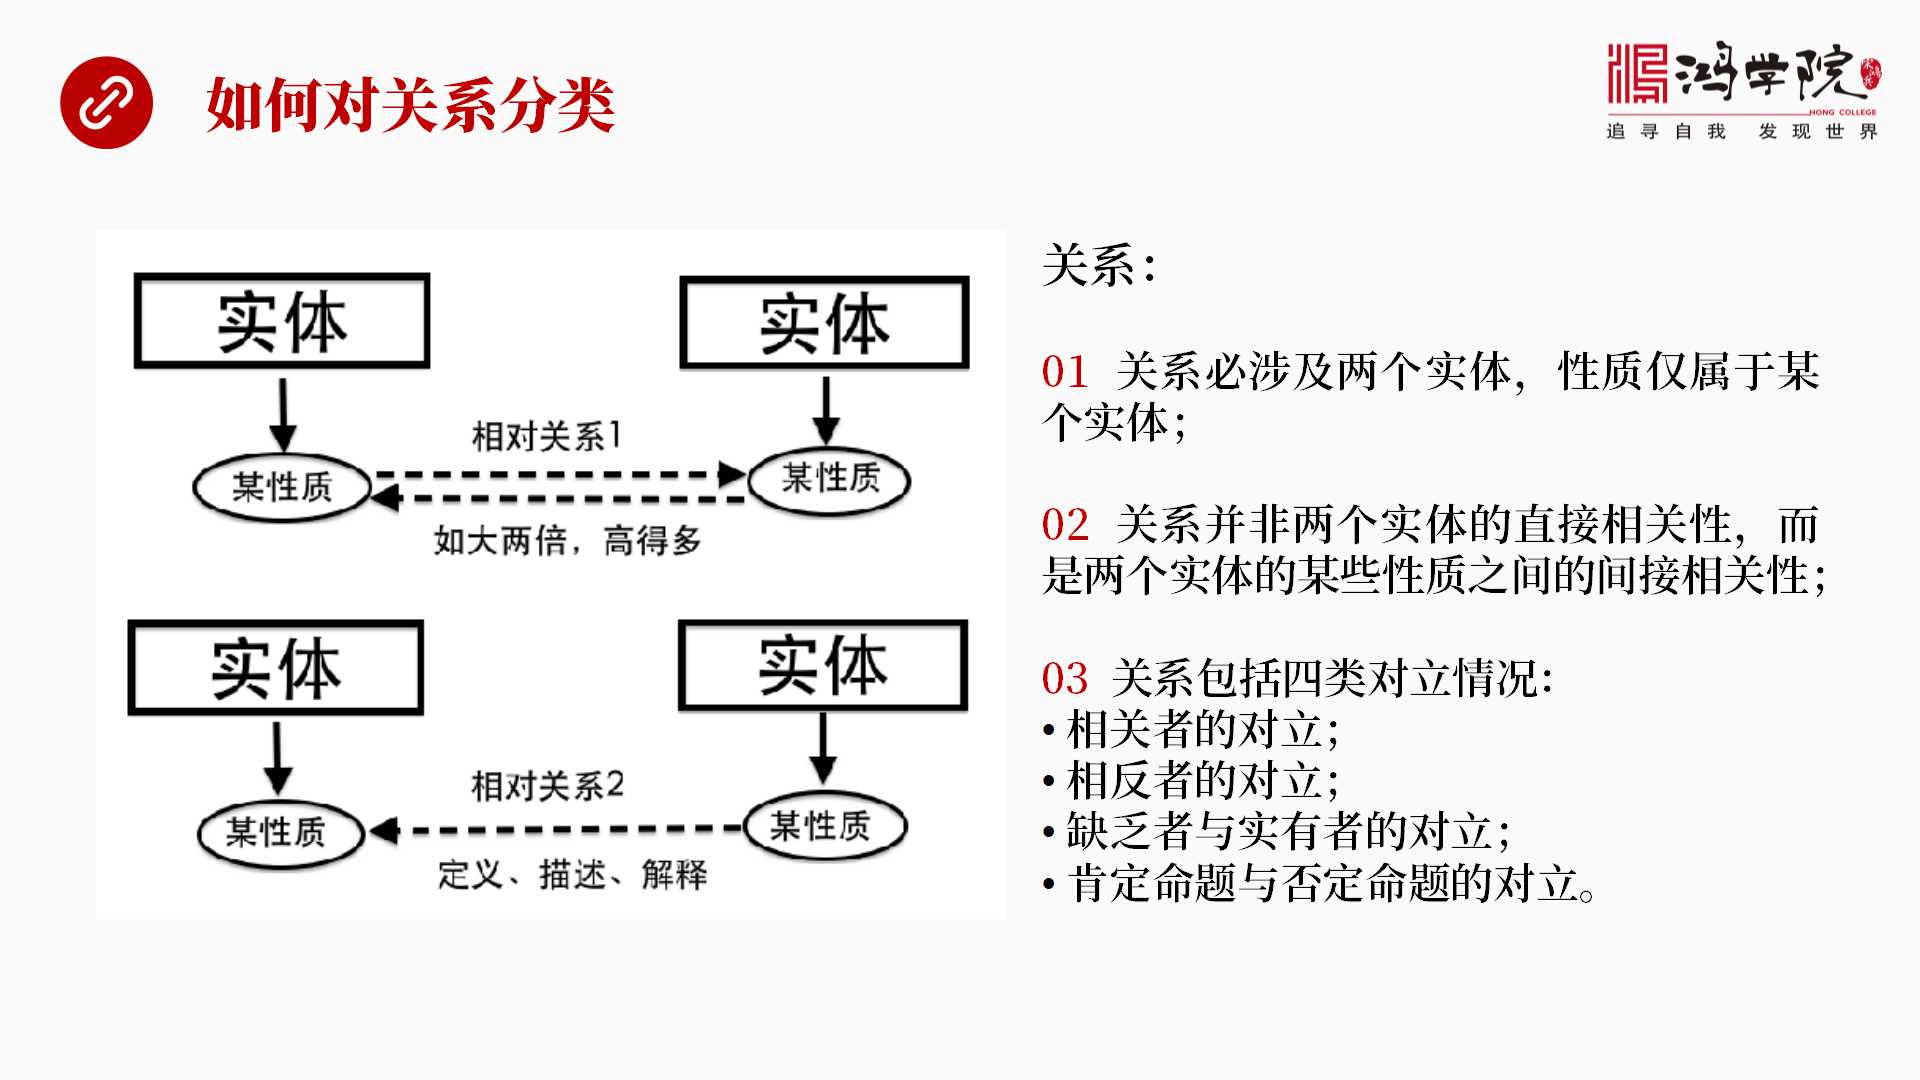 如何对关系分类
鸿学院
HONG COLLEGE
追寻自我 发现世界
实体
实体
相对关系1
某性质
某性质
如大两倍，高得多
实体
实体
相对关系2
某性质
某性质
定义、描述、解释
关系：
01 关系必涉及两个实体，性质仅属于某
个实体；
02 关系并非两个实体的直接相关性，而
是两个实体的某些性质之间的间接相关性；
03 关系包括四类对立情况：
• 相关者的对立；
• 相反者的对立；
• 缺乏者与实有者的对立；
• 肯定命题与否定命题的对立。